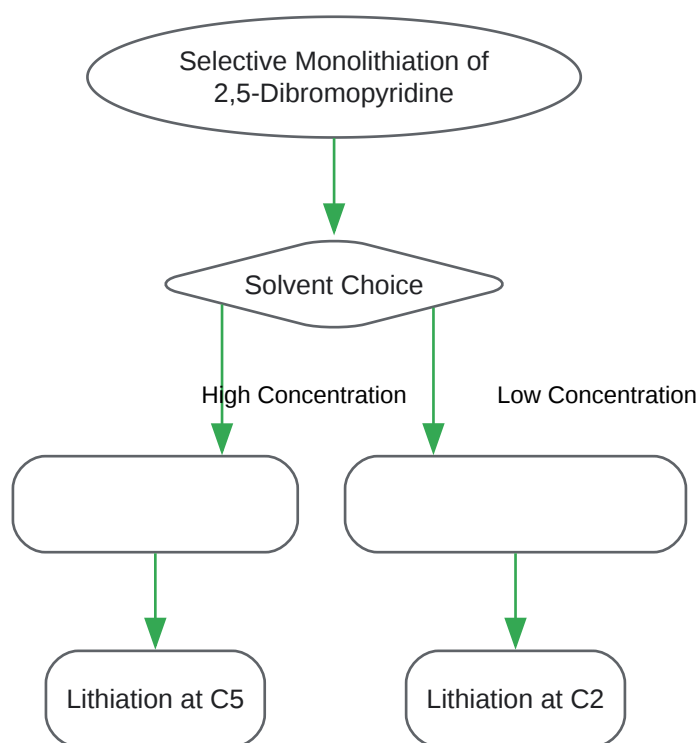 Selective Monolithiation of
2,5-Dibromopyridine
Solvent Choice
High Concentration
Low Concentration
Lithiation at C5
Lithiation at C2